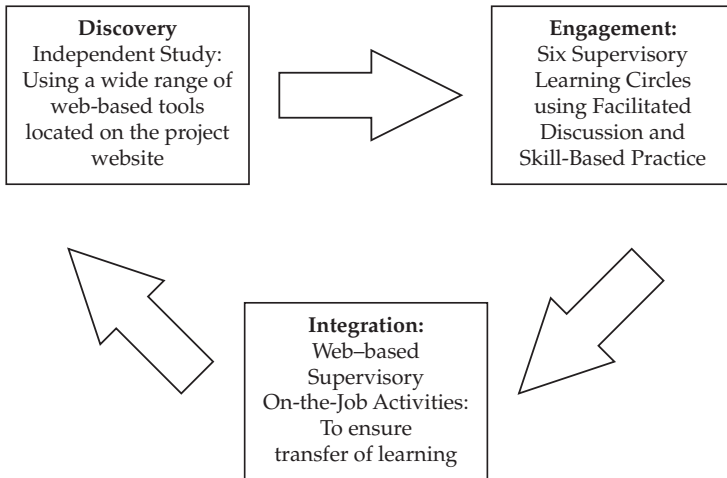 Discovery
Independent Study:
Using a wide range of
web-based tools
located on the project
website
Engagement:
Six Supervisory
Learning Circles
using Facilitated
Discussion and
Skill-Based Practice
Integration:
Web–based
Supervisory
On-the-Job Activities:
To ensure
transfer of learning